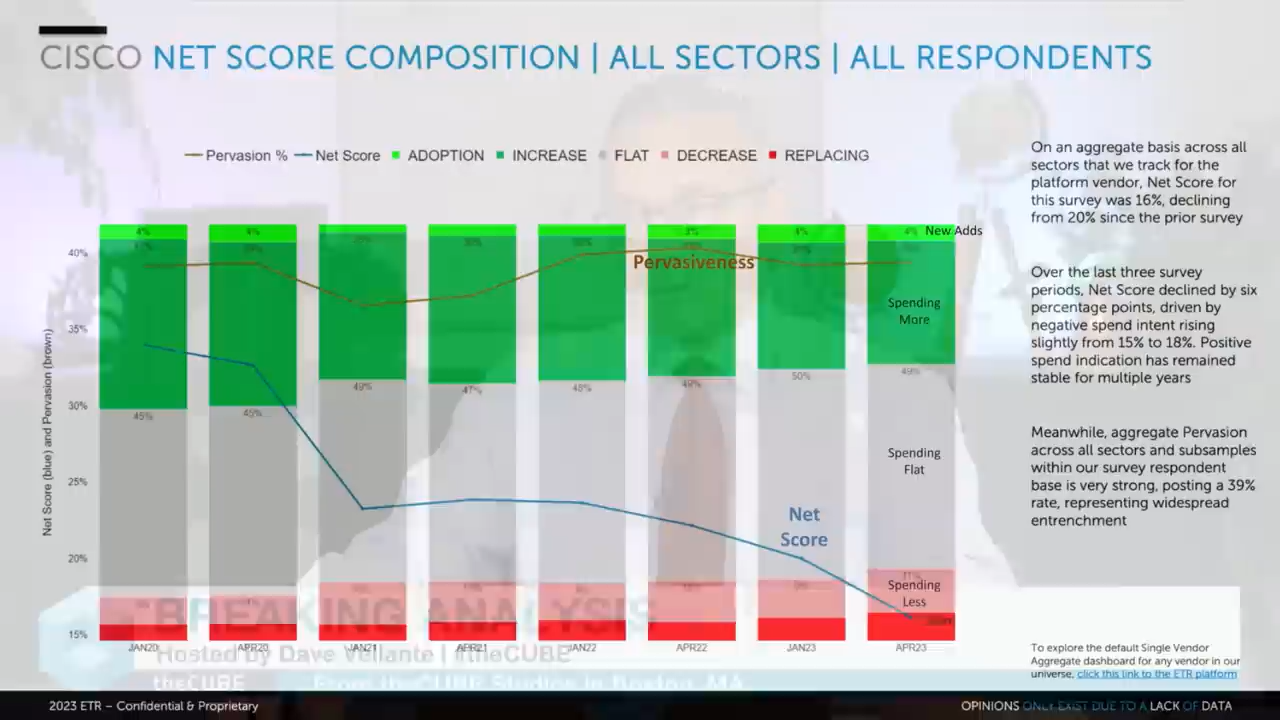 CISCO NET SCORE COMPOSITION | ALL SECTORS | ALL RESPONDENTS
Pervasion % Net Score ADOPTION INCREASE FLAT DECREASE REPLACING
On an aggregate basis across all
sectors that we track for the
platform vendor, Net Score for
this survey was 16%, declining
from 20% since the prior survey
Over the last three survey
periods, Net Score declined by six
percentage points, driven by
negative spend intent rising
slightly from 15% to 18%. Positive
spend indication has remained
stable for multiple years
Meanwhile, aggregate Pervasion
across all sectors and subsamples
within our survey respondent
base is very strong, posting a 39%
rate, representing widespread
entrenchment
To explore the default Single Vendor
Aggregate dashboard for any vendor in our
universe, click this link to the ETR platform
Net Score (blue) and Pervasion (brown)
40%
35%
30%
25%
20%
15%
4% 4% 3% 4% 4% New Adds
Pervasiveness
Spending
More
45% 45% 49% 47% 48% 49% 50% 49%
Spending
Flat
Net
Score
Spending
Less
JAN20 APR20 JAN21 APR21 JAN22 APR22 JAN23 APR23
BREAKING ANALYSIS
Hosted by Dave Vellante | #theCUBE
theCUBE From theCUBE Studios in Boston, MA
2023 ETR – Confidential & Proprietary
OPINIONS ONLY EXIST DUE TO A LACK OF DATA